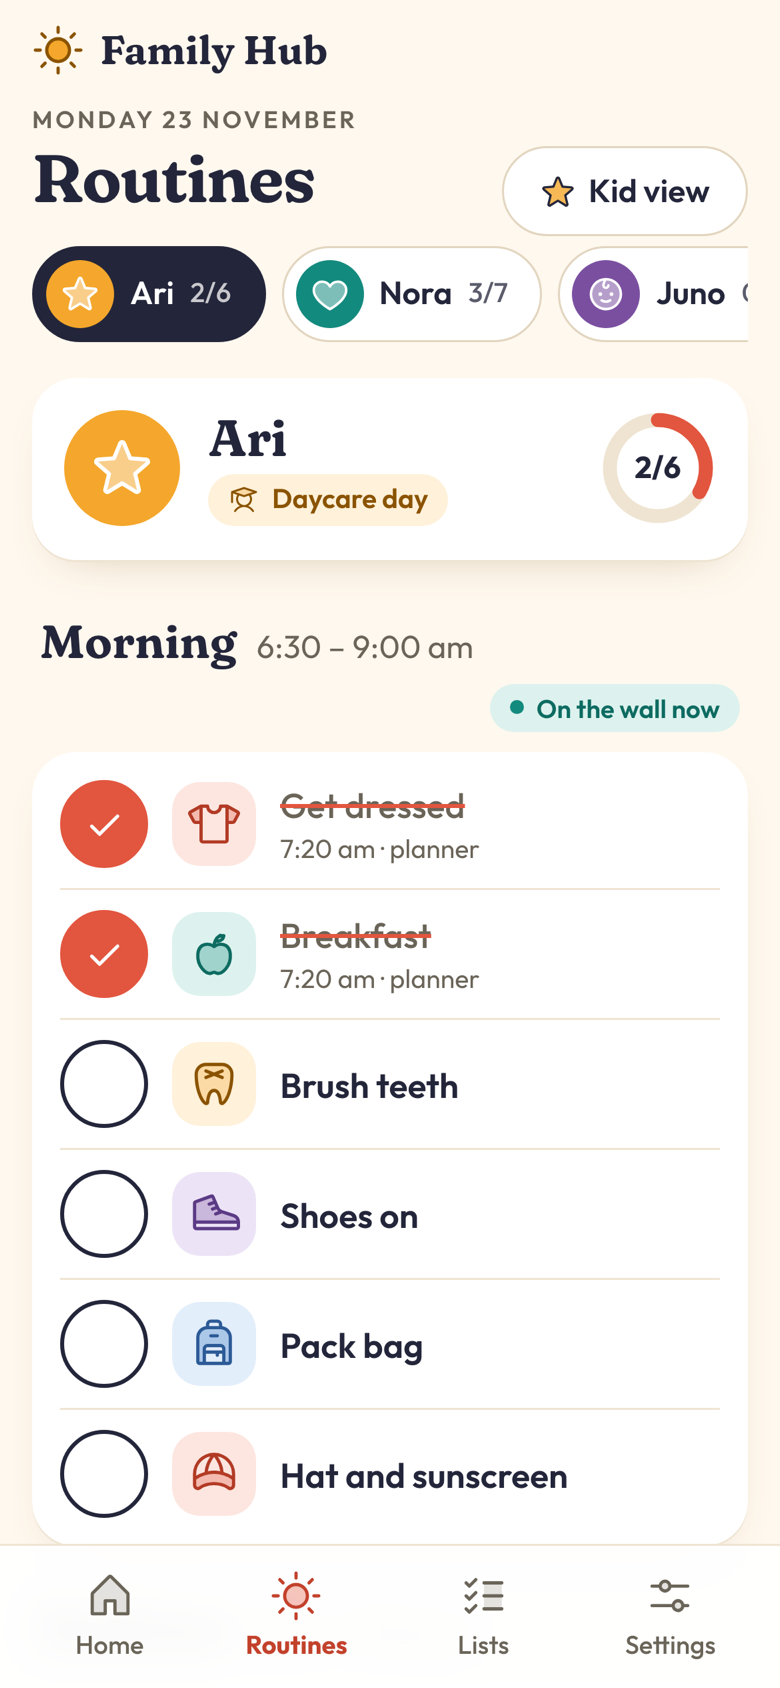 Family Hub
MONDAY 23 NOVEMBER
Routines
Kid view
Ari 2/6
Nora 3/7
Juno
Ari
Daycare day
2/6
Morning 6:30 – 9:00 am
On the wall now
Get dressed
7:20 am · planner
Breakfast
7:20 am · planner
Brush teeth
Shoes on
Pack bag
Hat and sunscreen
Home
Routines
Lists
Settings